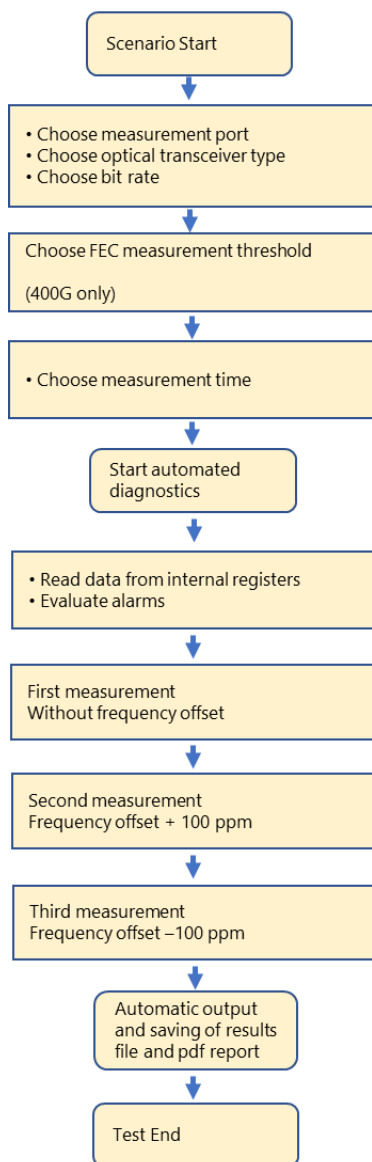 Scenario Start
• Choose measurement port
• Choose optical transceiver type
• Choose bit rate
Choose FEC measurement threshold
(400G only)
• Choose measurement time
Start automated
diagnostics
• Read data from internal registers
• Evaluate alarms
First measurement
Without frequency offset
Second measurement
Frequency offset + 100 ppm
Third measurement
Frequency offset –100 ppm
Automatic output
and saving of results
file and pdf report
Test End